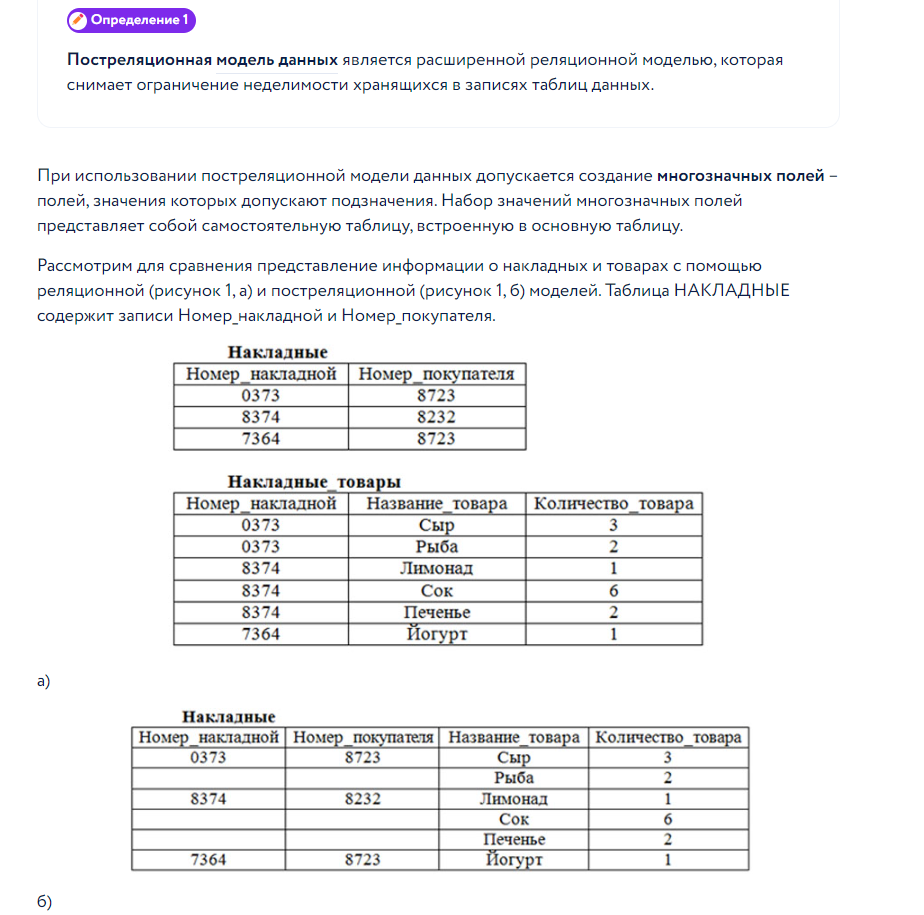 Определение 1
Постреляционная модель данных является расширенной реляционной моделью, которая
снимает ограничение неделимости хранящихся в записях таблиц данных.
При использовании постреляционной модели данных допускается создание многозначных полей –
полей, значения которых допускают подзначения. Набор значений многозначных полей
представляет собой самостоятельную таблицу, встроенную в основную таблицу.
Рассмотрим для сравнения представление информации о накладных и товарах с помощью
реляционной (рисунок 1, а) и постреляционной (рисунок 1, б) моделей. Таблица НАКЛАДНЫЕ
содержит записи Номер_накладной и Номер_покупателя.
Накладные
Номер_накладной Номер_покупателя
0373 8723
8374 8232
7364 8723
Накладные_товары
Номер_накладной Название_товара Количество_товара
0373 Сыр 3
0373 Рыба 2
8374 Лимонад 1
8374 Сок 6
8374 Печенье 2
7364 Йогурт 1
а)
Накладные
Номер_накладной Номер_покупателя Название_товара Количество_товара
0373 8723 Сыр 3
Рыба 2
8374 8232 Лимонад 1
Сок 6
Печенье 2
7364 8723 Йогурт 1
б)